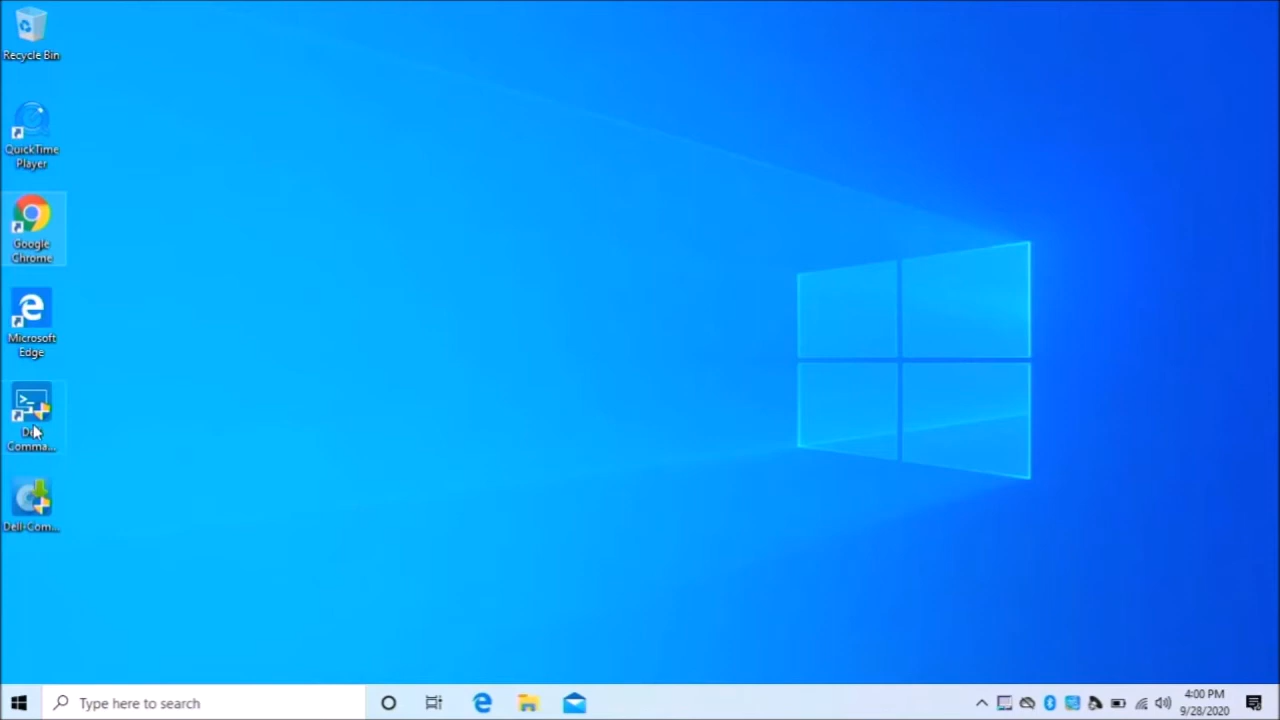 Recycle Bin
QuickTime
Player
Google
Chrome
Microsoft
Edge
Comma...
Dell-Com...
Type here to search
4:00 PM
9/28/2020